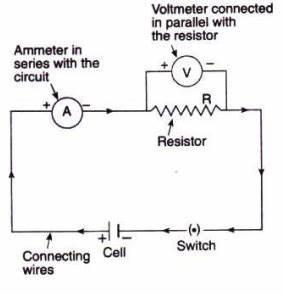 Voltmeter connected
in parallel with
the resistor
Ammeter in
series with the
circuit
+ V −
+ A −
R
Resistor
+ −
Connecting
wires
Cell
Switch